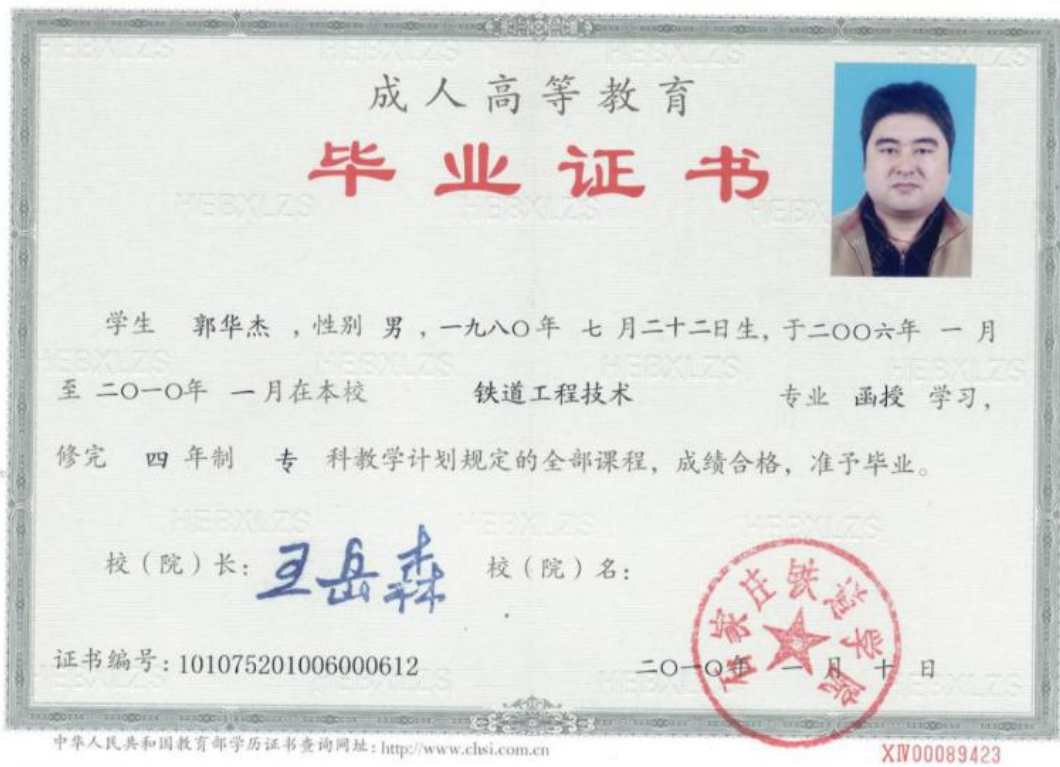 成人高等教育
毕业证书
学生 郭华杰 ，性别 男 ，一九八〇年 七 月二十二日生，于二〇〇六年 一 月
至 二〇一〇年 一 月在本校 铁道工程技术 专业 函授 学习，
修完 四 年制 专 科教学计划规定的全部课程，成绩合格，准予毕业。
校（院）长： 王岳森 校（院）名：
石家庄铁道学院
证书编号：101075201006000612 二〇一〇年 一 月 十 日
中华人民共和国教育部学历证书查询网址：http://www.chsi.com.cn
XIV00089423
HEBXLZS